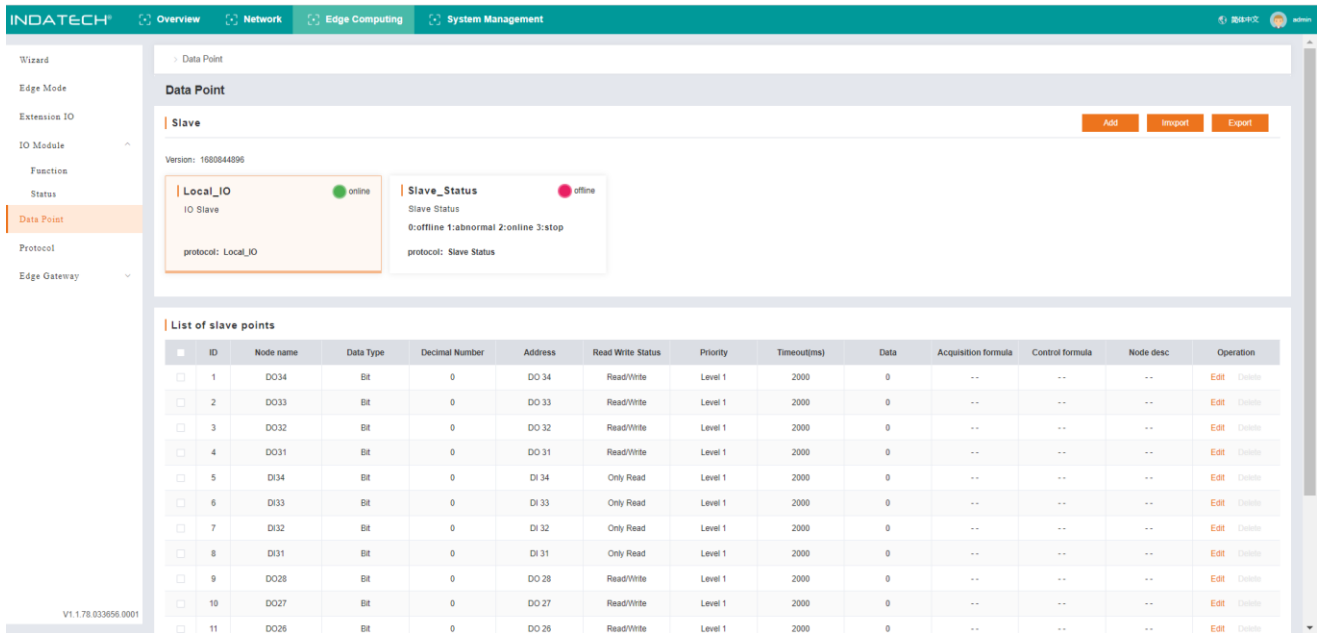 INDATECH® Overview Network Edge Computing System Management 简体中文 admin
Wizard
Edge Mode
Extension IO
IO Module
Function
Status
Data Point
Protocol
Edge Gateway
V1.1.78.033656.0001
> Data Point
Data Point
Slave Add Imxport Export
Version: 1680844896
Local_IO online
IO Slave
protocol: Local_IO
Slave_Status offline
Slave Status
0:offline 1:abnormal 2:online 3:stop
protocol: Slave Status
List of slave points
ID Node name Data Type Decimal Number Address Read Write Status Priority Timeout(ms) Data Acquisition formula Control formula Node desc Operation
1 DO34 Bit 0 DO 34 Read/Write Level 1 2000 0 -- -- -- Edit Delete
2 DO33 Bit 0 DO 33 Read/Write Level 1 2000 0 -- -- -- Edit Delete
3 DO32 Bit 0 DO 32 Read/Write Level 1 2000 0 -- -- -- Edit Delete
4 DO31 Bit 0 DO 31 Read/Write Level 1 2000 0 -- -- -- Edit Delete
5 DI34 Bit 0 DI 34 Only Read Level 1 2000 0 -- -- -- Edit Delete
6 DI33 Bit 0 DI 33 Only Read Level 1 2000 0 -- -- -- Edit Delete
7 DI32 Bit 0 DI 32 Only Read Level 1 2000 0 -- -- -- Edit Delete
8 DI31 Bit 0 DI 31 Only Read Level 1 2000 0 -- -- -- Edit Delete
9 DO28 Bit 0 DO 28 Read/Write Level 1 2000 0 -- -- -- Edit Delete
10 DO27 Bit 0 DO 27 Read/Write Level 1 2000 0 -- -- -- Edit Delete
11 DO26 Bit 0 DO 26 Read/Write Level 1 2000 0 -- -- -- Edit Delete